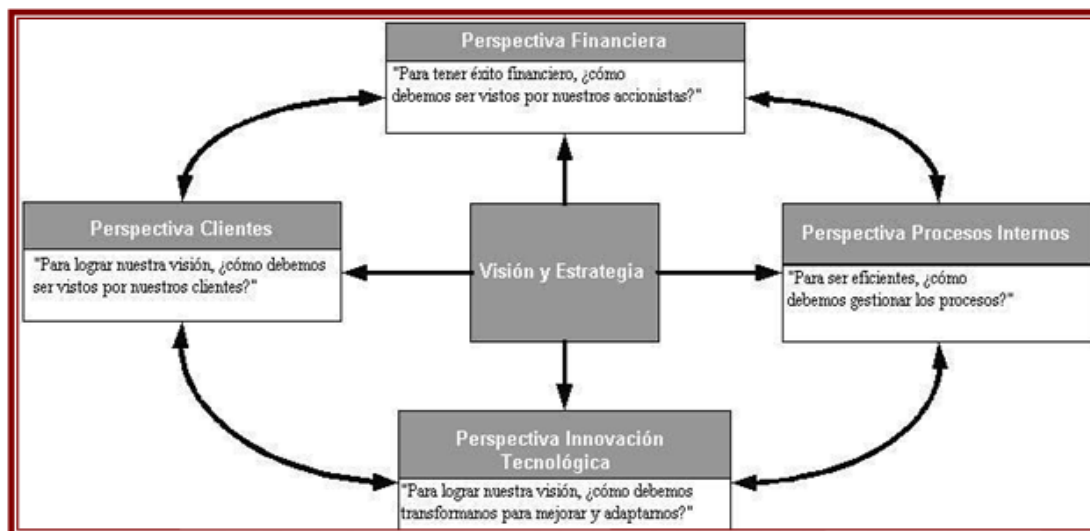 Perspectiva Financiera
"Para tener éxito financiero, ¿cómo
debemos ser vistos por nuestros accionistas?"
Perspectiva Clientes
"Para lograr nuestra visión, ¿cómo debemos
ser vistos por nuestros clientes?"
Visión y Estrategia
Perspectiva Procesos Internos
"Para ser eficientes, ¿cómo
debemos gestionar los procesos?"
Perspectiva Innovación
Tecnológica
"Para lograr nuestra visión, ¿cómo debemos
transformanos para mejorar y adaptarnos?"